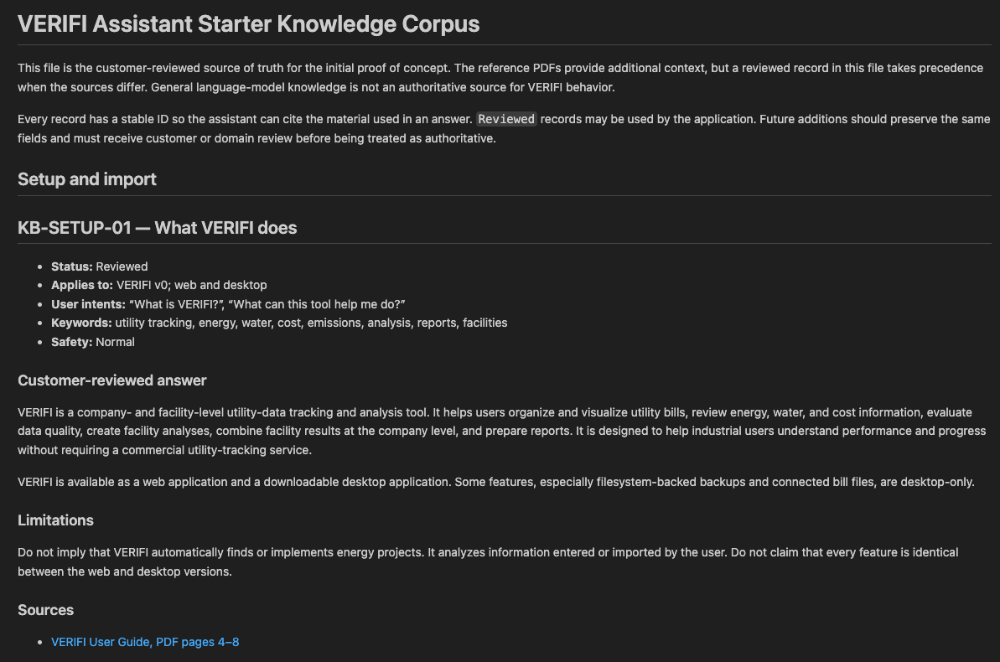 VERIFI Assistant Starter Knowledge Corpus
This file is the customer-reviewed source of truth for the initial proof of concept. The reference PDFs provide additional context, but a reviewed record in this file takes precedence
when the sources differ. General language-model knowledge is not an authoritative source for VERIFI behavior.
Every record has a stable ID so the assistant can cite the material used in an answer. Reviewed records may be used by the application. Future additions should preserve the same
fields and must receive customer or domain review before being treated as authoritative.
Setup and import
KB-SETUP-01 — What VERIFI does
• Status: Reviewed
• Applies to: VERIFI v0; web and desktop
• User intents: “What is VERIFI?”, “What can this tool help me do?”
• Keywords: utility tracking, energy, water, cost, emissions, analysis, reports, facilities
• Safety: Normal
Customer-reviewed answer
VERIFI is a company- and facility-level utility-data tracking and analysis tool. It helps users organize and visualize utility bills, review energy, water, and cost information, evaluate
data quality, create facility analyses, combine facility results at the company level, and prepare reports. It is designed to help industrial users understand performance and progress
without requiring a commercial utility-tracking service.
VERIFI is available as a web application and a downloadable desktop application. Some features, especially filesystem-backed backups and connected bill files, are desktop-only.
Limitations
Do not imply that VERIFI automatically finds or implements energy projects. It analyzes information entered or imported by the user. Do not claim that every feature is identical
between the web and desktop versions.
Sources
• VERIFI User Guide, PDF pages 4–8